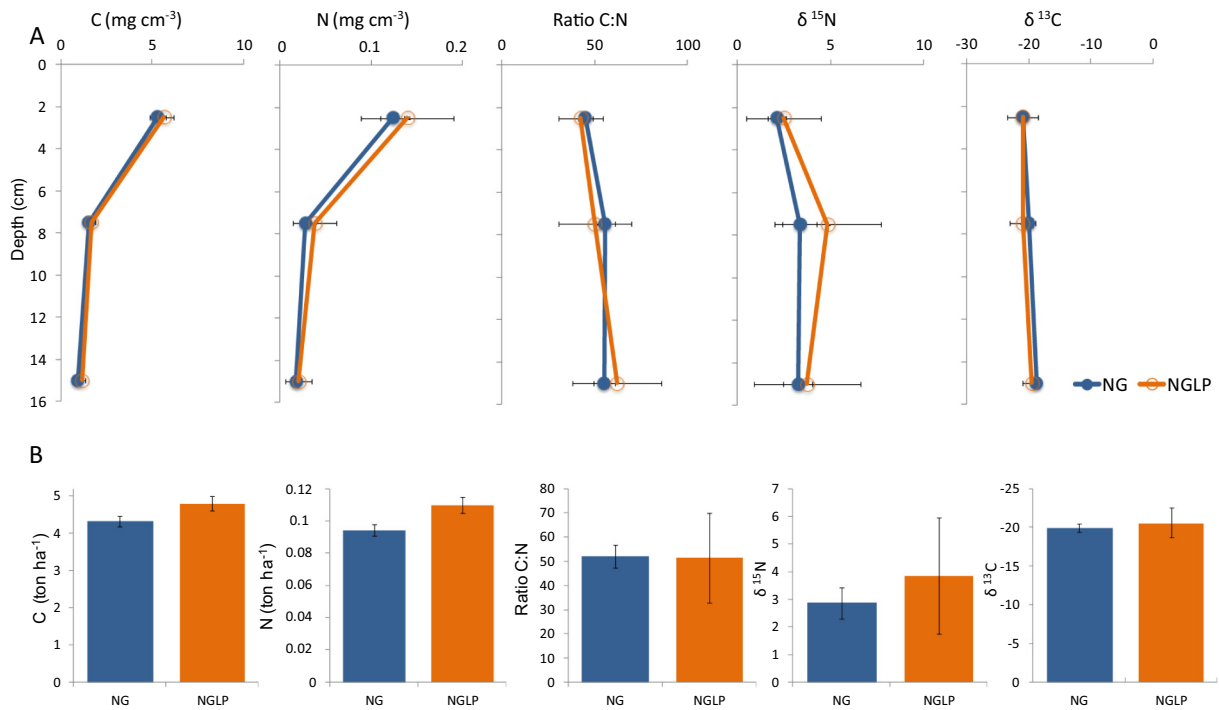 C (mg cm⁻³) N (mg cm⁻³) Ratio C:N δ ¹⁵N δ ¹³C
A
0 5 10 0 0.1 0.2 0 50 100 0 5 10 -30 -20 -10 0
0
2
4
6
8
10
12
14
16
Depth (cm)
NG NGLP
B
5
4
3
2
1
0
C (ton ha⁻¹)
NG NGLP
0.12
0.1
0.08
0.06
0.04
0.02
0
N (ton ha⁻¹)
NG NGLP
80
70
60
50
40
30
20
10
0
Ratio C:N
NG NGLP
7
6
5
4
3
2
1
0
δ ¹⁵N
NG NGLP
-25
-20
-15
-10
-5
0
δ ¹³C
NG NGLP